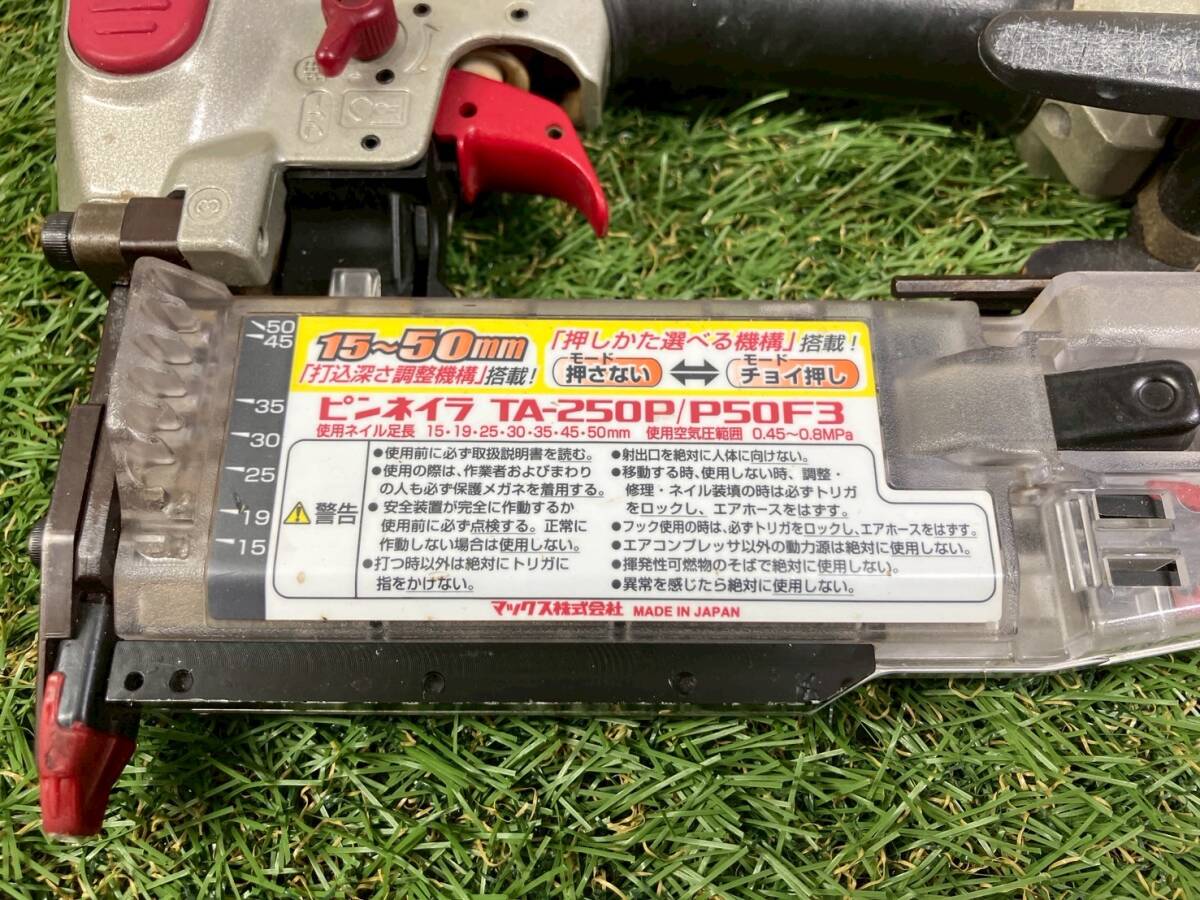 50
45
35
30
25
19
15
15~50mm
「打込深さ調整機構」搭載!
「押しかた選べる機構」搭載!
モード 押さない ⟷ モード チョイ押し
ピンネイラ TA-250P/P50F3
使用ネイル足長 15・19・25・30・35・45・50mm 使用空気圧範囲 0.45~0.8MPa
警告
●使用前に必ず取扱説明書を読む。
●使用の際は、作業者およびまわり
の人も必ず保護メガネを着用する。
●安全装置が完全に作動するか
使用前に必ず点検する。正常に
作動しない場合は使用しない。
●打つ時以外は絶対にトリガに
指をかけない。
●射出口を絶対に人体に向けない。
●移動する時、使用しない時、調整・
修理・ネイル装填の時は必ずトリガ
をロックし、エアホースをはずす。
●フック使用の時は、必ずトリガをロックし、エアホースをはずす。
●エアコンプレッサ以外の動力源は絶対に使用しない。
●揮発性可燃物のそばで絶対に使用しない。
●異常を感じたら絶対に使用しない。
マックス株式会社 MADE IN JAPAN
3